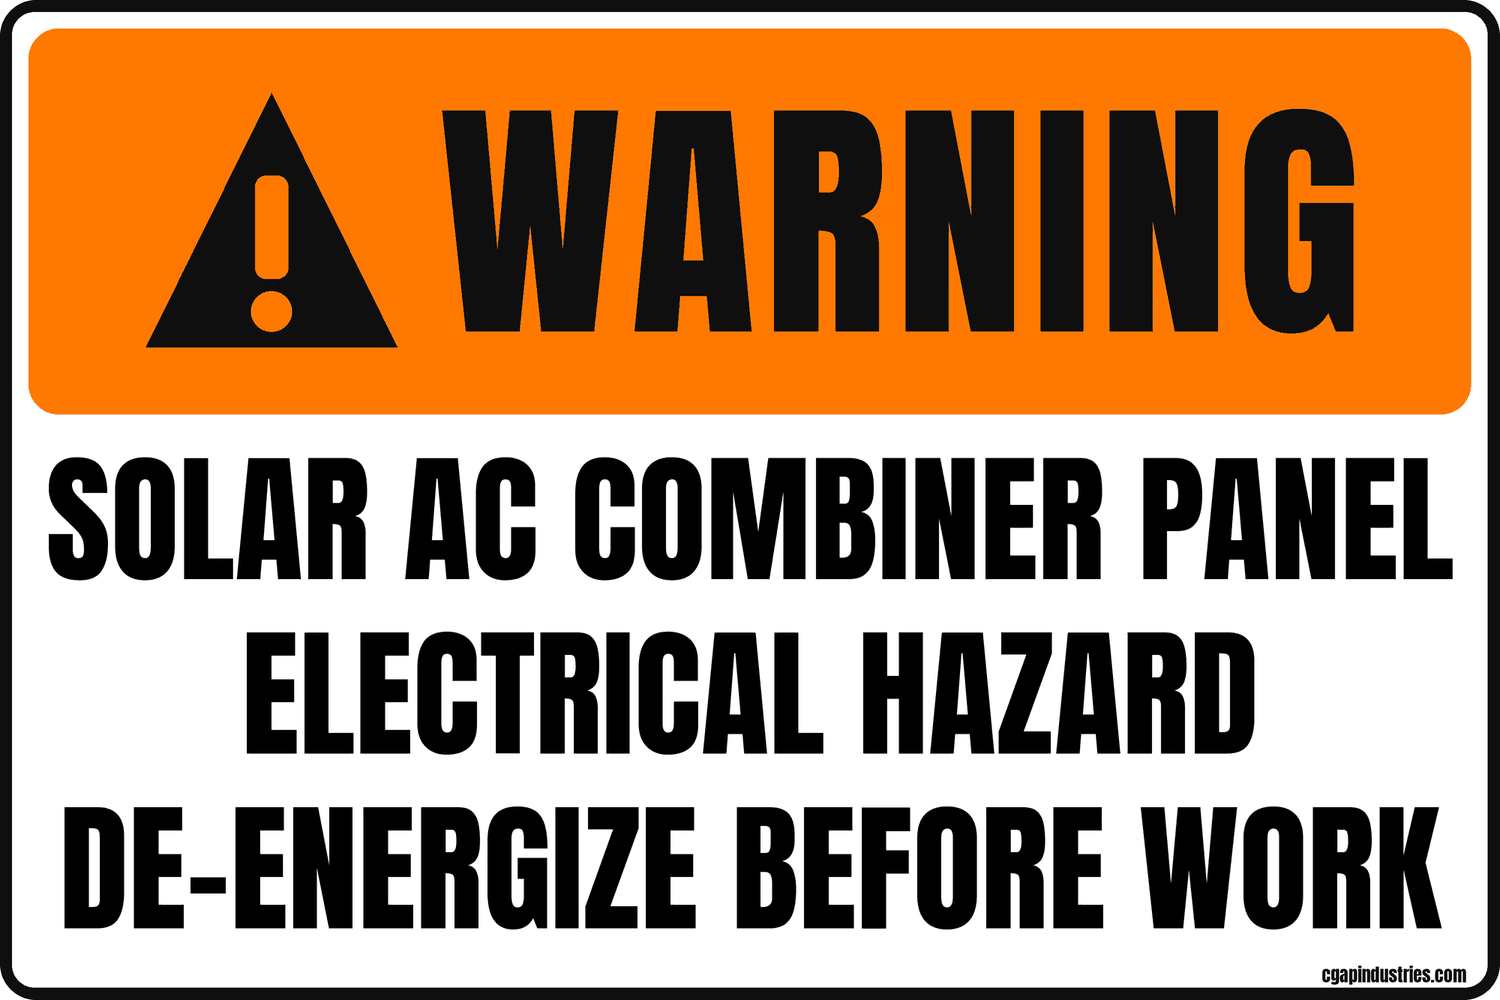 WARNING
SOLAR AC COMBINER PANEL
ELECTRICAL HAZARD
DE-ENERGIZE BEFORE WORK
cgapindustries.com